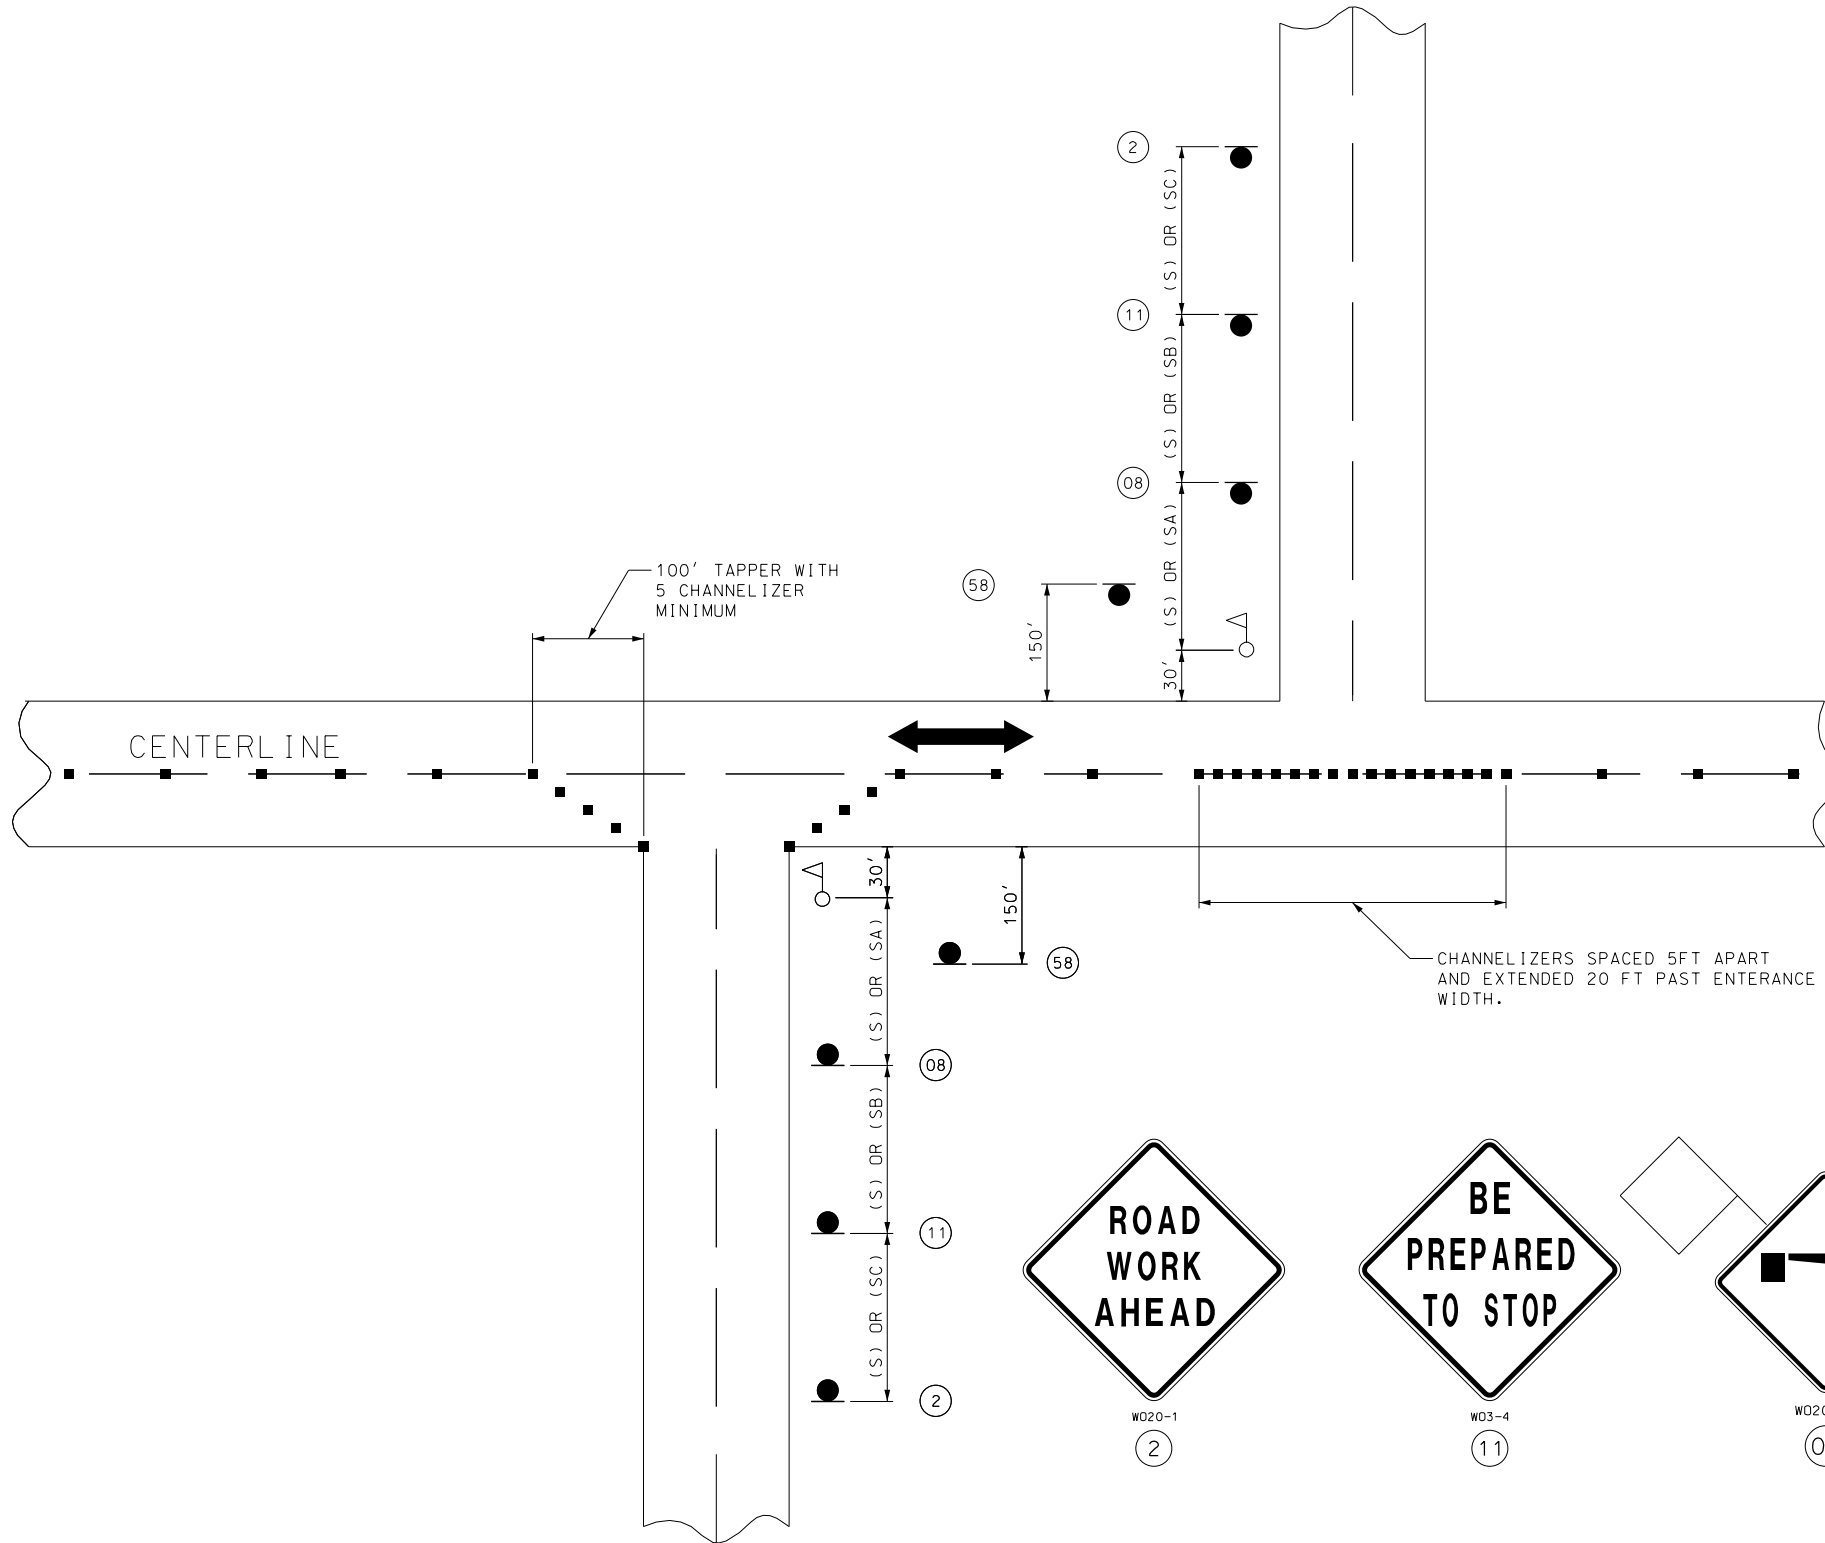 2
(S) OR (SC)
11
(S) OR (SB)
08
(S) OR (SA)
100' TAPPER WITH
5 CHANNELIZER
MINIMUM
58
150'
30'
CENTERLINE
30'
150'
(S) OR (SA)
58
CHANNELIZERS SPACED 5FT APART
AND EXTENDED 20 FT PAST ENTERANCE
WIDTH.
08
(S) OR (SB)
11
(S) OR (SC)
2
ROAD
WORK
AHEAD
WO20-1
2
BE
PREPARED
TO STOP
WO3-4
11